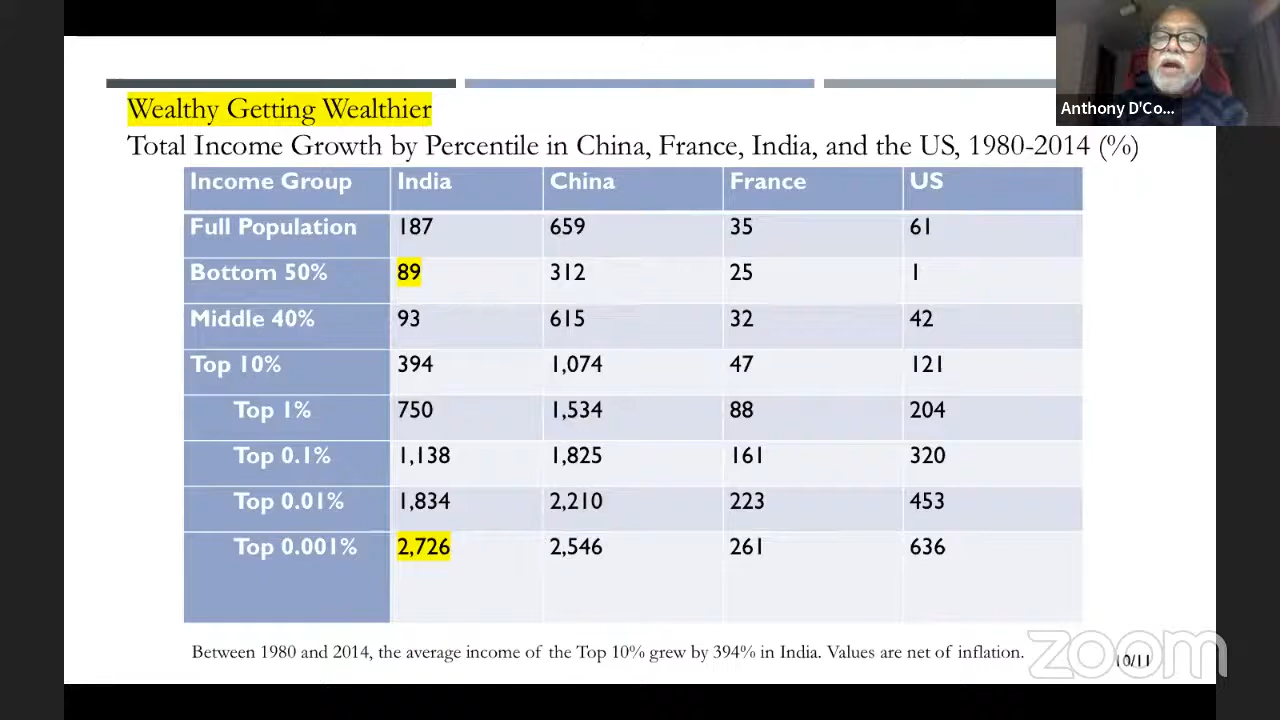 Anthony D'Co...
Wealthy Getting Wealthier
Total Income Growth by Percentile in China, France, India, and the US, 1980-2014 (%)
Income Group India China France US
Full Population 187 659 35 61
Bottom 50% 89 312 25 1
Middle 40% 93 615 32 42
Top 10% 394 1,074 47 121
Top 1% 750 1,534 88 204
Top 0.1% 1,138 1,825 161 320
Top 0.01% 1,834 2,210 223 453
Top 0.001% 2,726 2,546 261 636
Between 1980 and 2014, the average income of the Top 10% grew by 394% in India. Values are net of inflation.
10/11
zoom